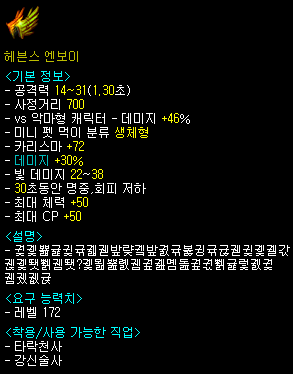 헤븐스 엔보이
<기본 정보>
- 공격력 14~31(1,30초)
- 사정거리 700
- vs 악마형 캐릭터 - 데미지 +46%
- 미니 펫 먹이 분류 생체형
- 카리스마 +72
- 데미지 +30%
- 빛 데미지 22~38
- 30초동안 명중,회피 저하
- 최대 체력 +50
- 최대 CP +50
<설명>
<요구 능력치>
- 레벨 172
<착용/사용 가능한 직업>
- 타락천사
- 강신술사